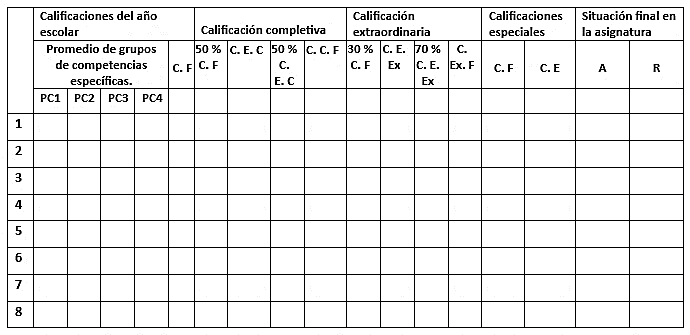 Calificaciones del año
escolar
Calificación completiva
Calificación
extraordinaria
Calificaciones
especiales
Situación final en
la asignatura
Promedio de grupos
de competencias
específicas.
C. F
50 %
C. F
C. E. C
50 %
C.
E. C
C. C. F
30 %
C. F
C. E.
Ex
70 %
C. E.
Ex
C.
Ex. F
C. F
C. E
A
R
PC1 PC2 PC3 PC4
1
2
3
4
5
6
7
8